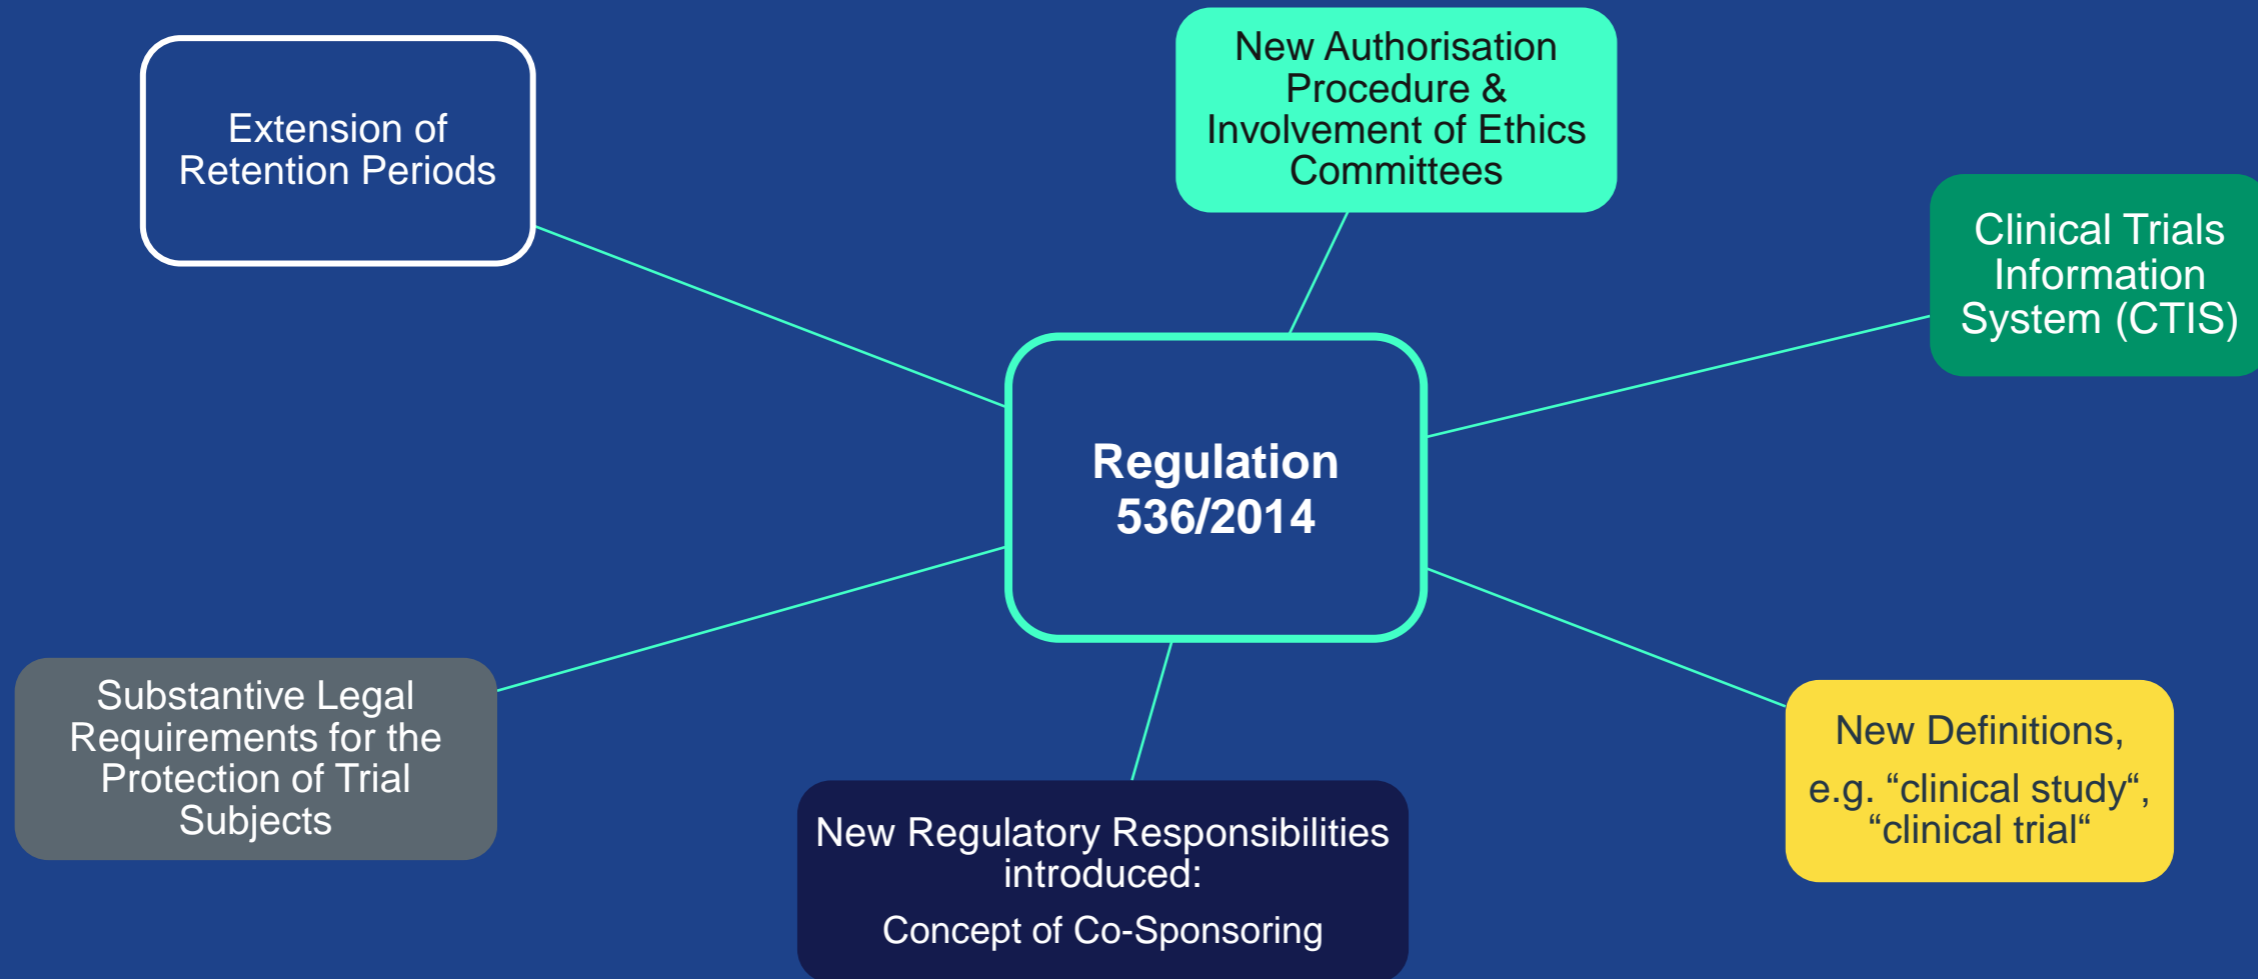 Extension of
Retention Periods
New Authorisation
Procedure &
Involvement of Ethics
Committees
Clinical Trials
Information
System (CTIS)
Regulation
536/2014
Substantive Legal
Requirements for the
Protection of Trial
Subjects
New Regulatory Responsibilities
introduced:
Concept of Co-Sponsoring
New Definitions,
e.g. “clinical study“,
“clinical trial“